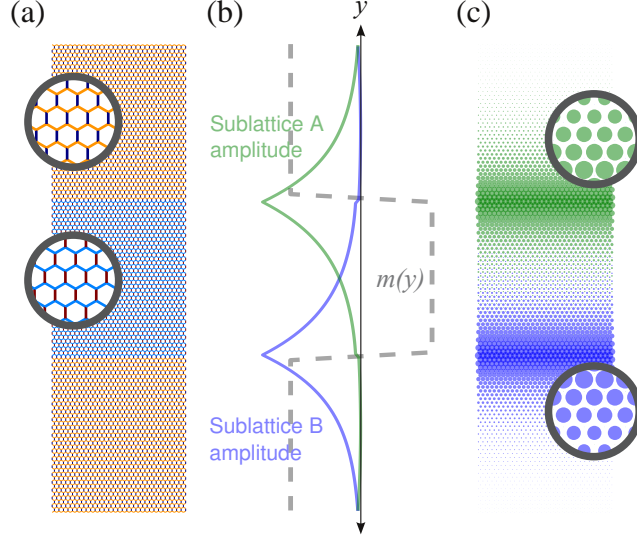 (a)
(b)
y
(c)
Sublattice A
amplitude
m(y)
Sublattice B
amplitude